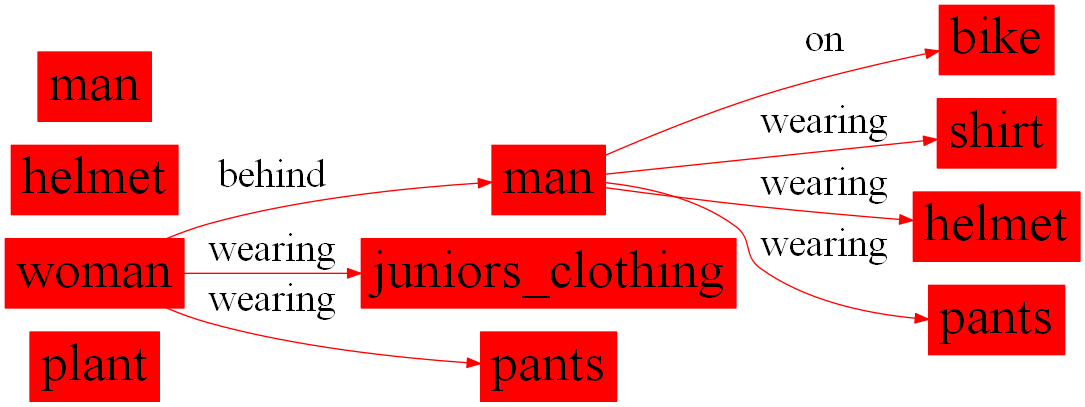 man
helmet
woman
plant
behind
wearing
wearing
man
juniors_clothing
pants
on
wearing
wearing
wearing
bike
shirt
helmet
pants